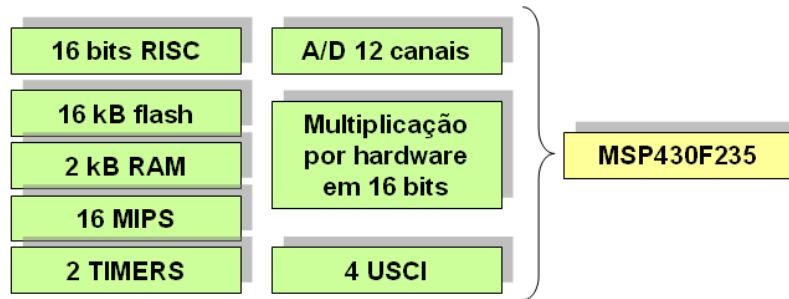 16 bits RISC
16 kB flash
2 kB RAM
16 MIPS
2 TIMERS
A/D 12 canais
Multiplicação
por hardware
em 16 bits
4 USCI
MSP430F235